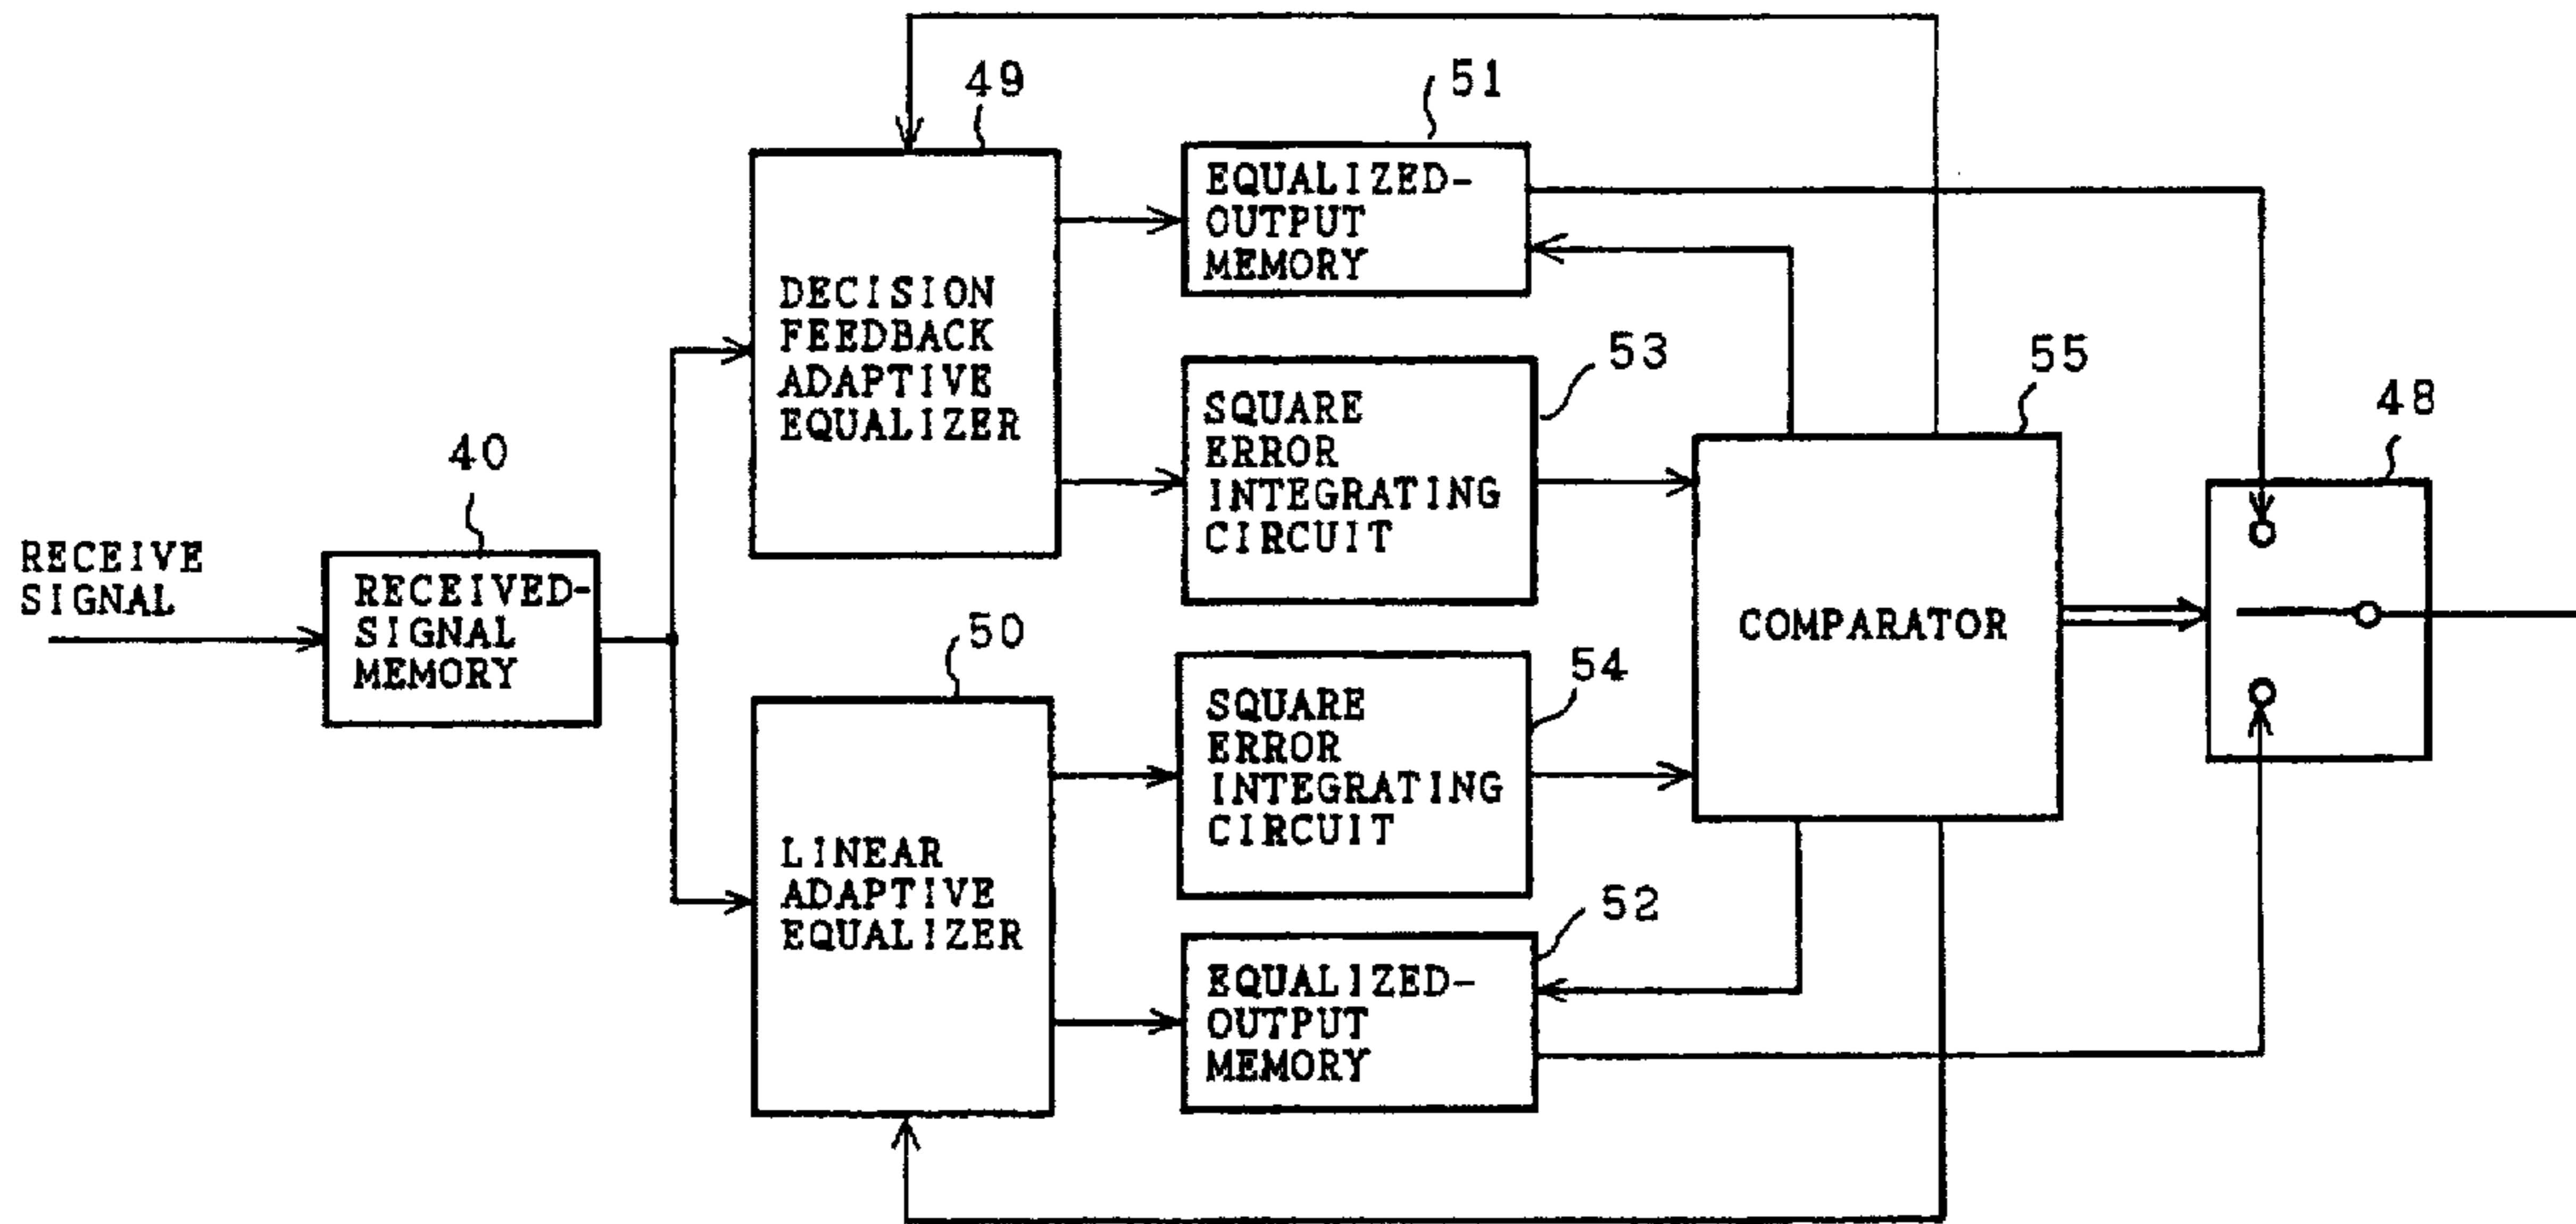 49
51
EQUALIZED-
OUTPUT
MEMORY
DECISION
FEEDBACK
ADAPTIVE
EQUALIZER
53
SQUARE
ERROR
INTEGRATING
CIRCUIT
55
48
40
RECEIVE
SIGNAL
RECEIVED-
SIGNAL
MEMORY
COMPARATOR
50
54
SQUARE
ERROR
INTEGRATING
CIRCUIT
LINEAR
ADAPTIVE
EQUALIZER
52
EQUALIZED-
OUTPUT
MEMORY